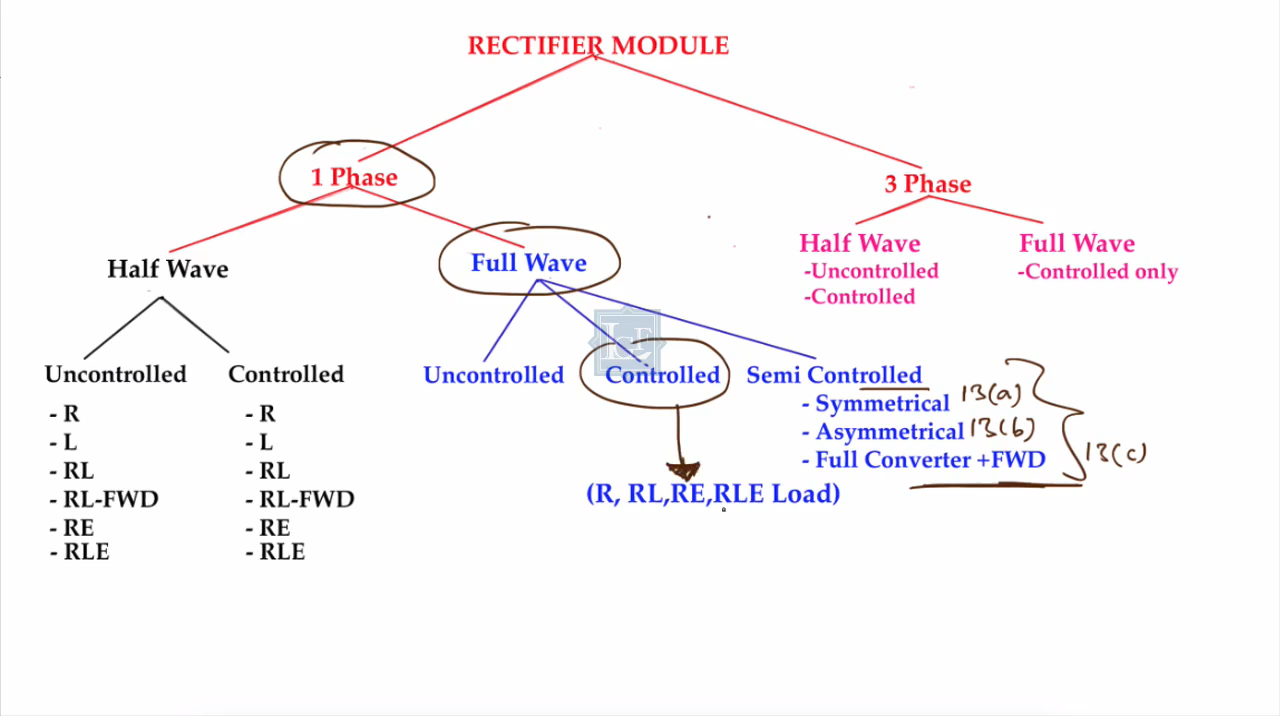 RECTIFIER MODULE
1 Phase
3 Phase
Half Wave
Full Wave
Half Wave
-Uncontrolled
-Controlled
Full Wave
-Controlled only
Uncontrolled
- R
- L
- RL
- RL-FWD
- RE
- RLE
Controlled
- R
- L
- RL
- RL-FWD
- RE
- RLE
Uncontrolled
Controlled
(R, RL,RE,RLE Load)
Semi Controlled
- Symmetrical 13(a)
- Asymmetrical 13(b)
- Full Converter +FWD
13(c)